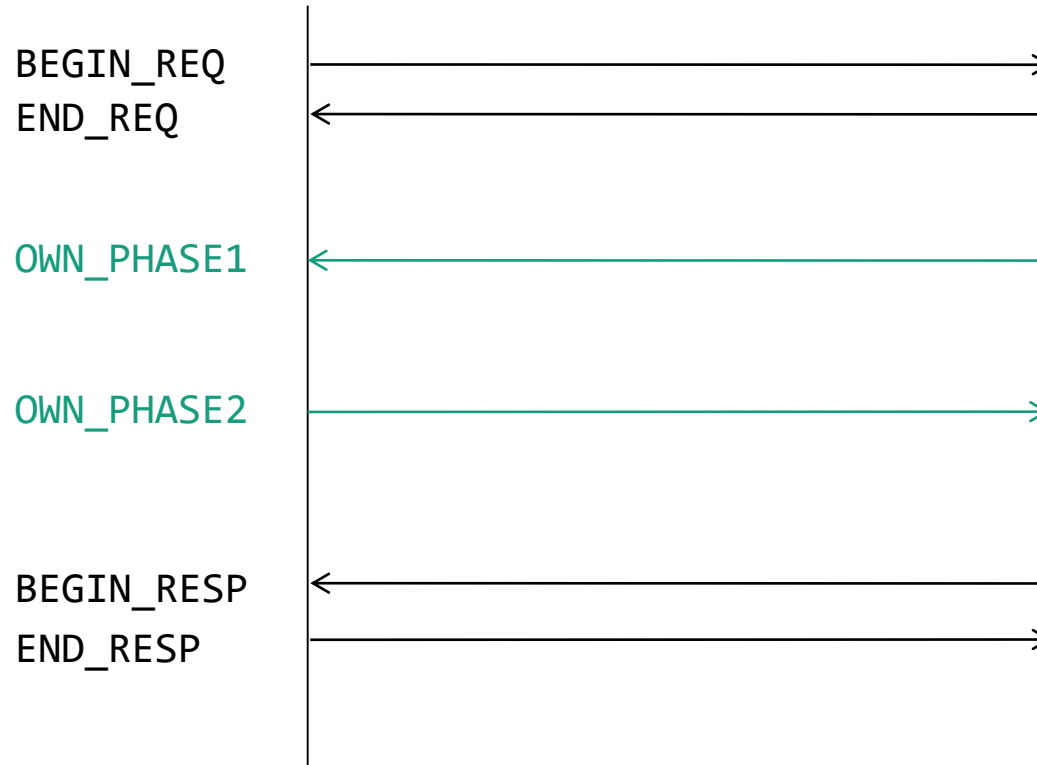 BEGIN_REQ
END_REQ
OWN_PHASE1
OWN_PHASE2
BEGIN_RESP
END_RESP